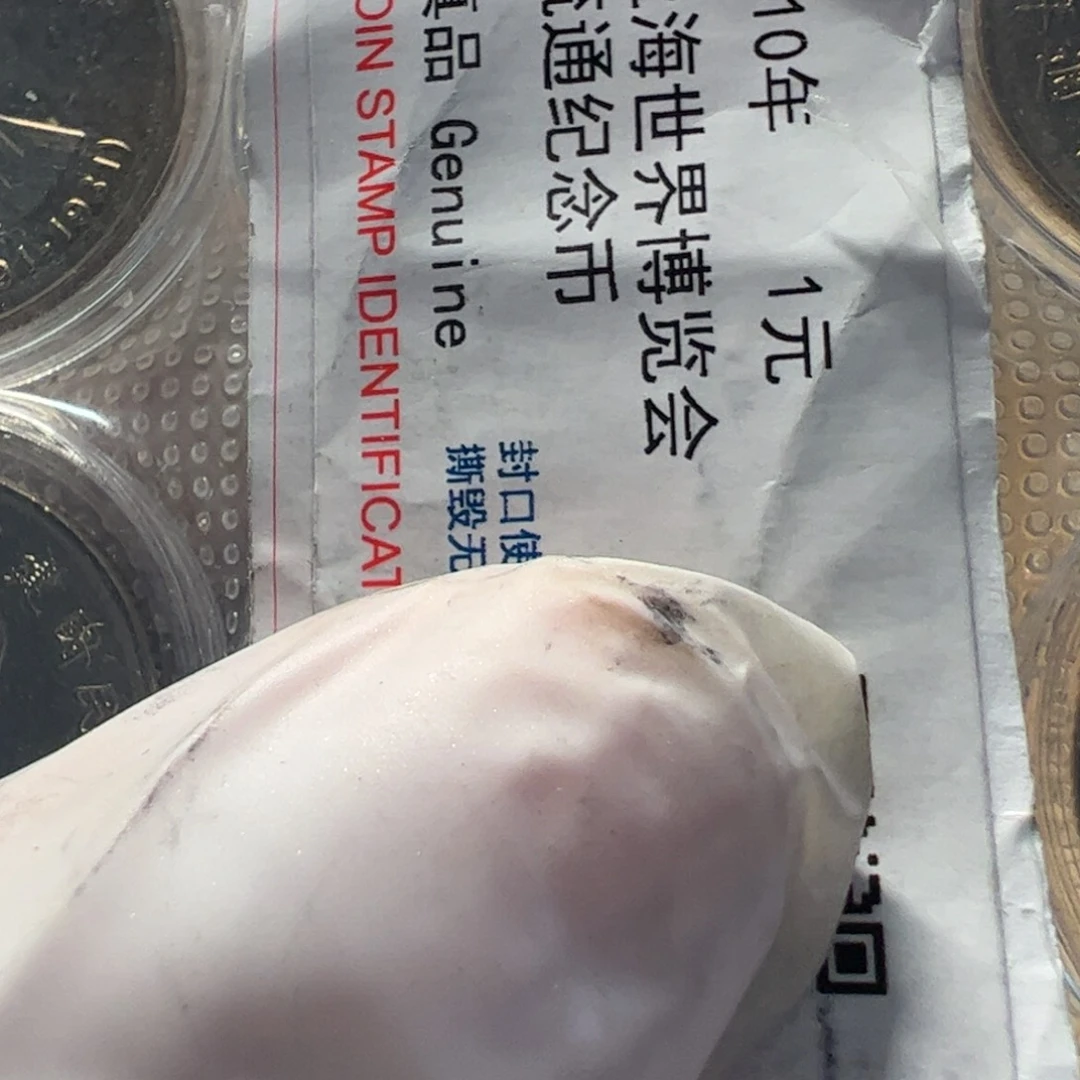 10年 1元
海世界博览会
通纪念币
品 Genuine
封口使
撕毁无
OIN STAMP IDENTIFICAT